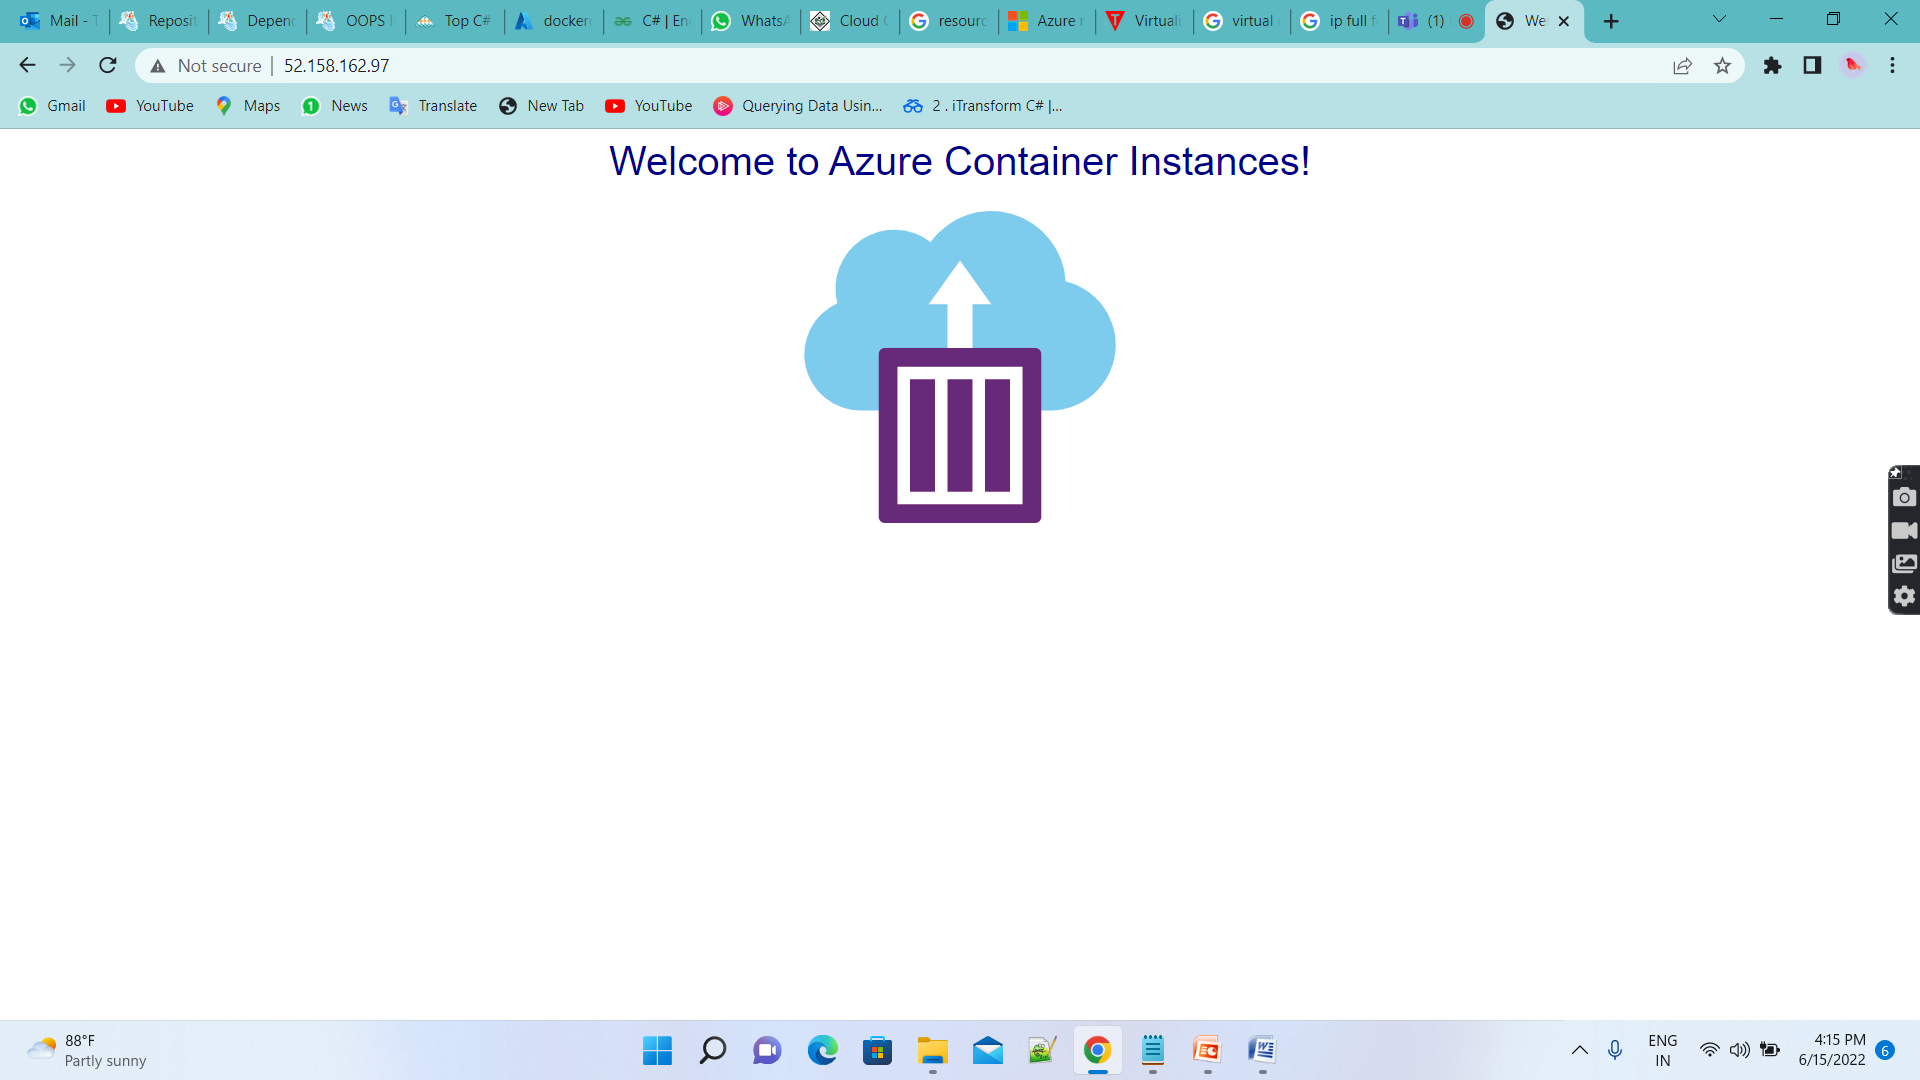 Mail - T
Reposit
Depend
OOPS
Top C#
docker
C# | En
WhatsA
Cloud C
resourc
Azure
Virtuali
virtual
ip full f
(1)
Wel
Not secure | 52.158.162.97
Gmail
YouTube
Maps
News
Translate
New Tab
YouTube
Querying Data Usin...
2 . iTransform C# |...
Welcome to Azure Container Instances!
88°F
Partly sunny
ENG
IN
4:15 PM
6/15/2022
6